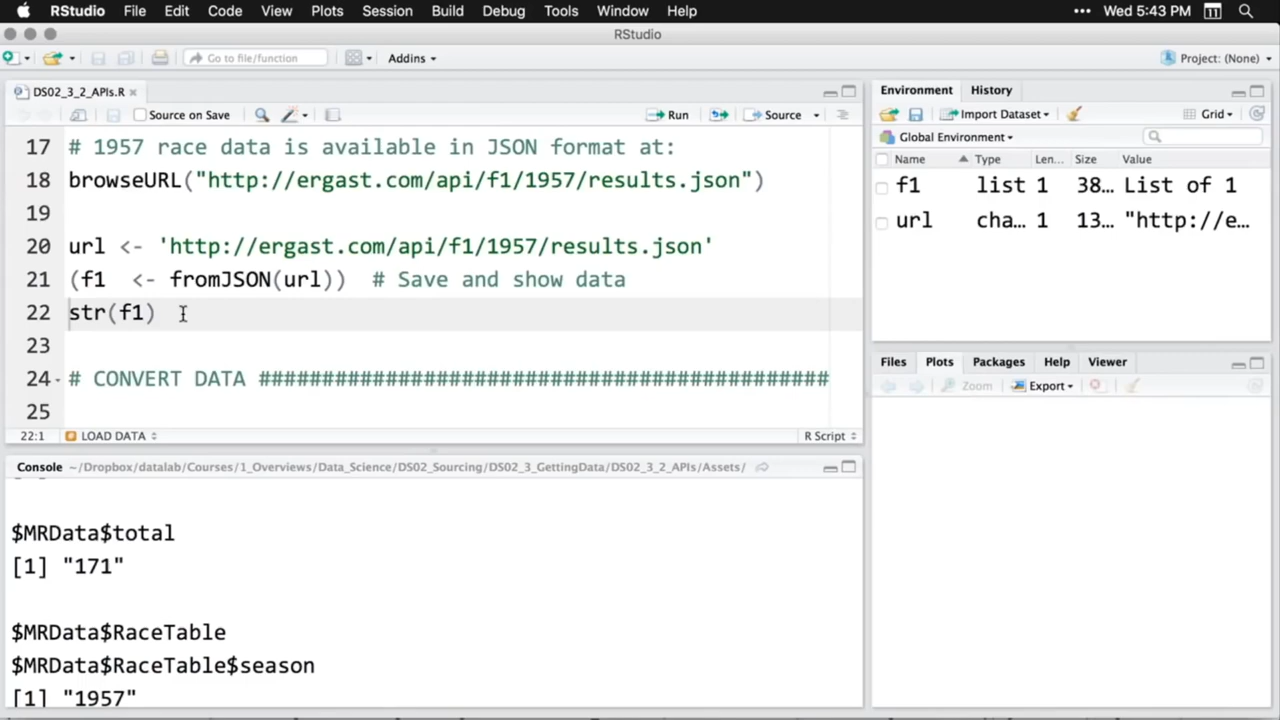 RStudio File Edit Code View Plots Session Build Debug Tools Window Help ••• Wed 5:43 PM 11
RStudio
Go to file/function Addins Project: (None)
DS02_3_2_APIs.R
Source on Save Run Source
17 # 1957 race data is available in JSON format at:
18 browseURL("http://ergast.com/api/f1/1957/results.json")
19
20 url <- 'http://ergast.com/api/f1/1957/results.json'
21 (f1 <- fromJSON(url)) # Save and show data
22 str(f1)
23
24 # CONVERT DATA #############################################
25
22:1 LOAD DATA R Script
Console ~/Dropbox/datalab/Courses/1_Overviews/Data_Science/DS02_Sourcing/DS02_3_GettingData/DS02_3_2_APIs/Assets/
$MRData$total
[1] "171"
$MRData$RaceTable
$MRData$RaceTable$season
[1] "1957"
Environment History
Import Dataset Grid
Global Environment
Name Type Len... Size Value
f1 list 1 38... List of 1
url cha... 1 13... "http://e...
Files Plots Packages Help Viewer
Zoom Export